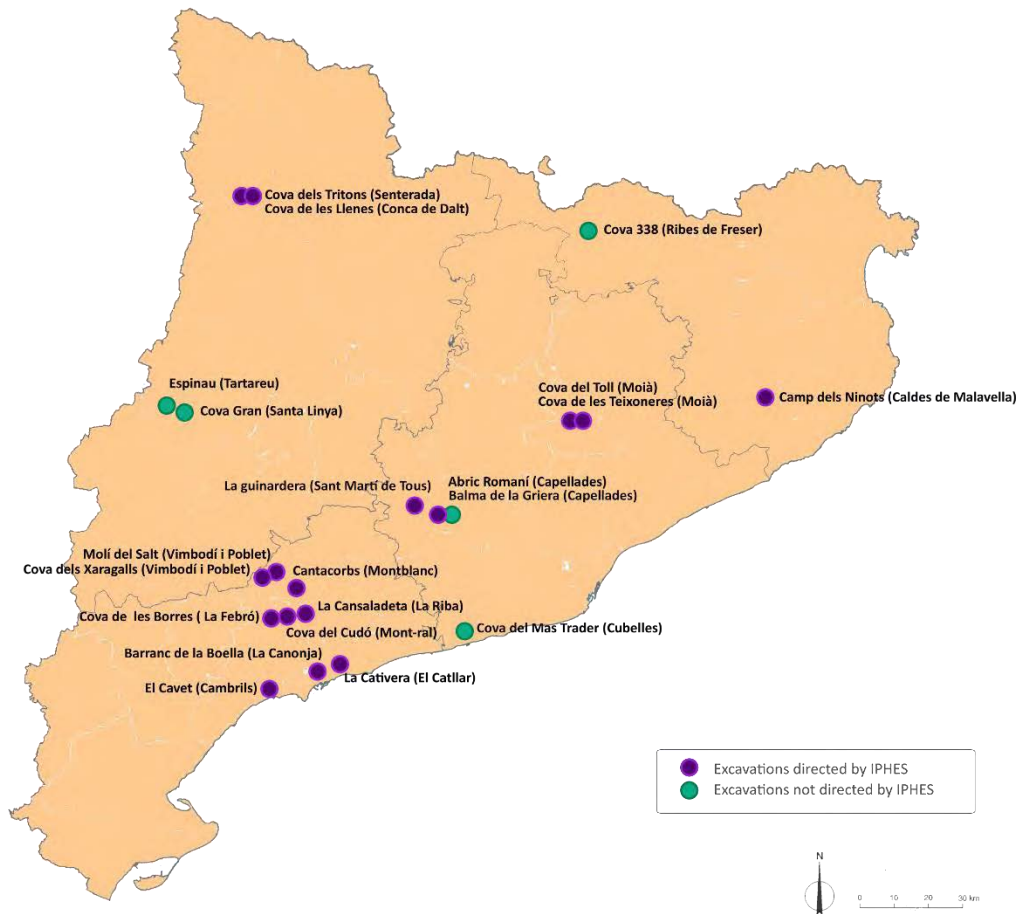 Cova dels Tritons (Senterada)
Cova de les Llenes (Conca de Dalt)
Cova 338 (Ribes de Freser)
Espinau (Tartareu)
Cova Gran (Santa Linya)
Cova del Toll (Moià)
Cova de les Teixoneres (Moià)
Camp dels Ninots (Caldes de Malavella)
La guinardera (Sant Martí de Tous)
Abric Romaní (Capellades)
Balma de la Griera (Capellades)
Molí del Salt (Vimbodí i Poblet)
Cova dels Xaragalls (Vimbodí i Poblet)
Cantacorbs (Montblanc)
La Cansaladeta (La Riba)
Cova de les Borres ( La Febró)
Cova del Cudó (Mont-ral)
Cova del Mas Trader (Cubelles)
Barranc de la Boella (La Canonja)
La Cativera (El Catllar)
El Cavet (Cambrils)
Excavations directed by IPHES
Excavations not directed by IPHES
N
0 10 20 30 km